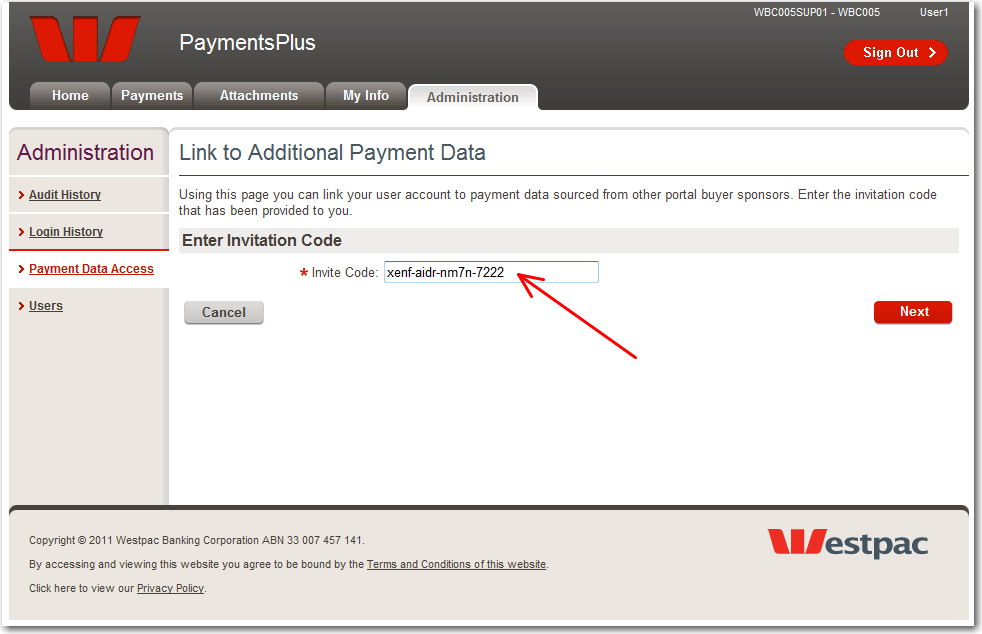 WBC005SUP01 - WBC005 User1
PaymentsPlus
Sign Out
Home Payments Attachments My Info Administration
Administration
Audit History
Login History
Payment Data Access
Users
Link to Additional Payment Data
Using this page you can link your user account to payment data sourced from other portal buyer sponsors. Enter the invitation code
that has been provided to you.
Enter Invitation Code
* Invite Code: xenf-aidr-nm7n-7222
Cancel Next
Copyright © 2011 Westpac Banking Corporation ABN 33 007 457 141.
By accessing and viewing this website you agree to be bound by the Terms and Conditions of this website.
Click here to view our Privacy Policy.
Westpac